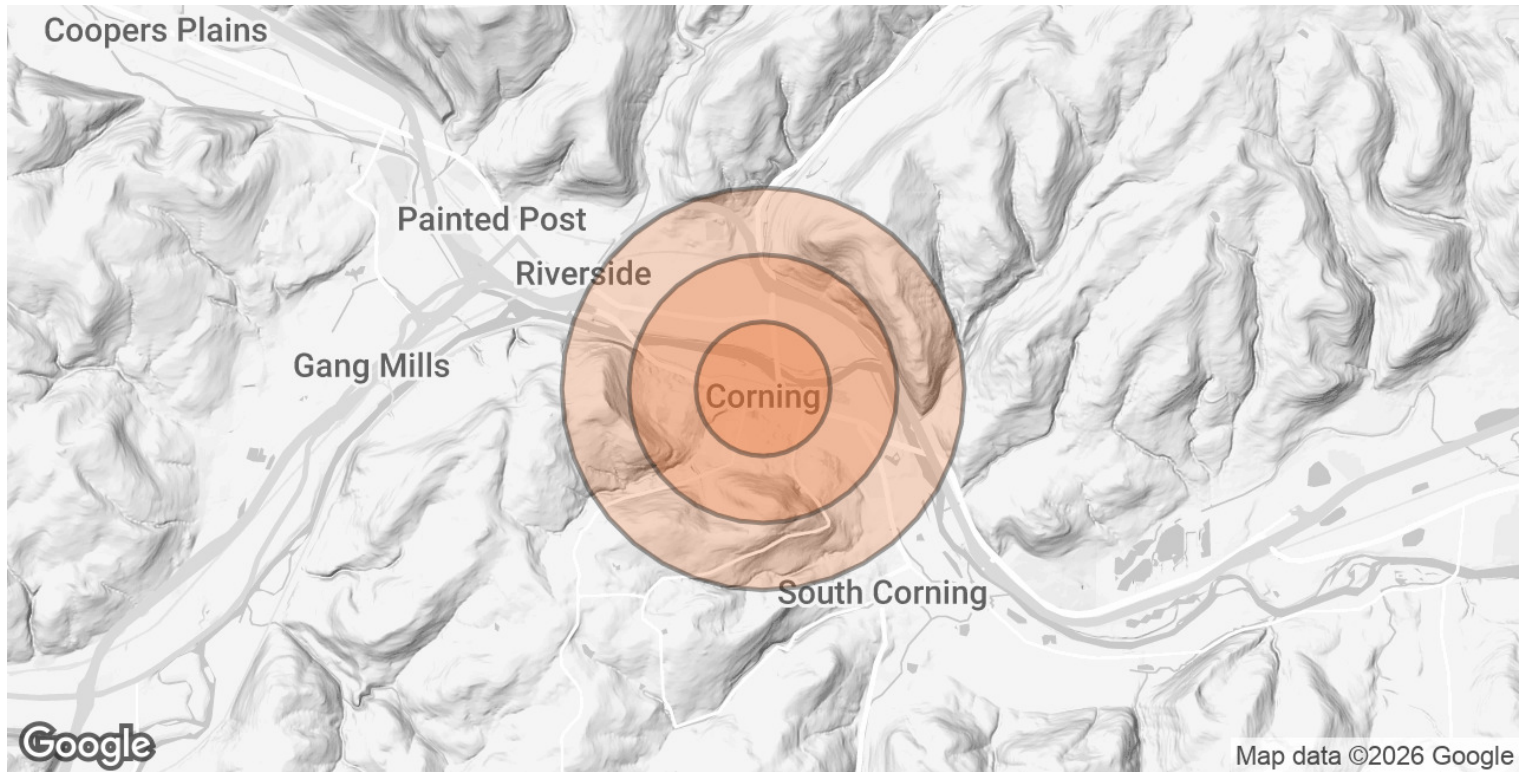 Coopers Plains
Painted Post
Riverside
Gang Mills
Corning
South Corning
Google
Map data ©2026 Google